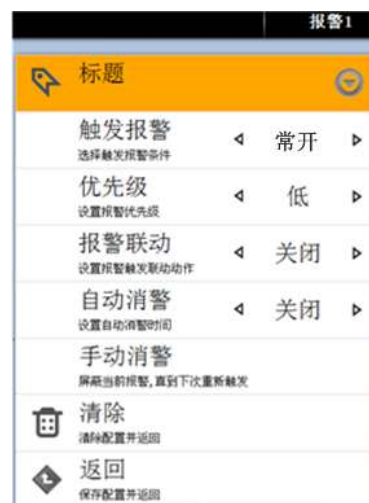 报警1
标题
触发报警
常开
选择触发报警条件
优先级
低
设置报警优先级
报警联动
关闭
设置报警触发联动动作
自动消警
关闭
设置自动消警时间
手动消警
屏蔽当前报警,直到下次重新触发
清除
清除配置并返回
返回
保存配置并返回